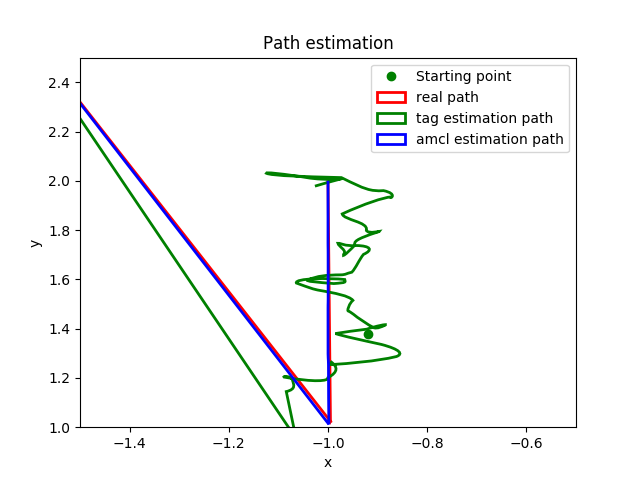 Path estimation
Starting point
real path
tag estimation path
amcl estimation path
2.4
2.2
2.0
1.8
1.6
1.4
1.2
1.0
y
−1.4
−1.2
−1.0
−0.8
−0.6
x